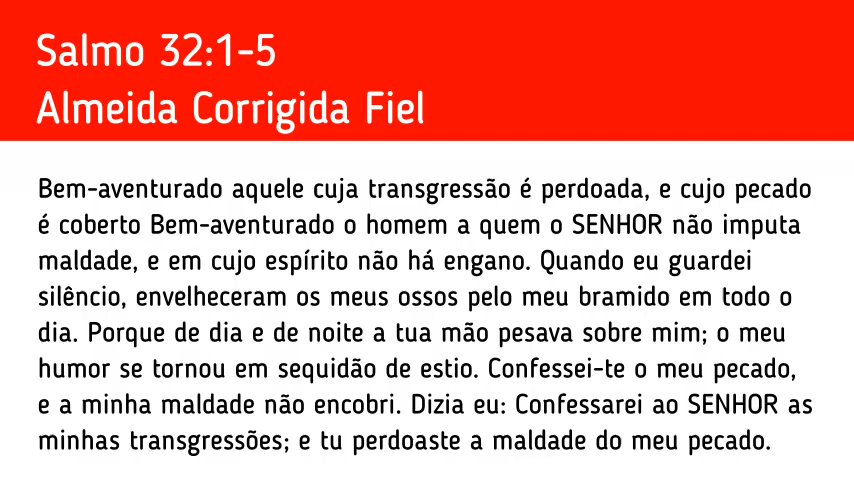 Salmo 32:1-5
Almeida Corrigida Fiel
Bem-aventurado aquele cuja transgressão é perdoada, e cujo pecado
é coberto Bem-aventurado o homem a quem o SENHOR não imputa
maldade, e em cujo espírito não há engano. Quando eu guardei
silêncio, envelheceram os meus ossos pelo meu bramido em todo o
dia. Porque de dia e de noite a tua mão pesava sobre mim; o meu
humor se tornou em sequidão de estio. Confessei-te o meu pecado,
e a minha maldade não encobri. Dizia eu: Confessarei ao SENHOR as
minhas transgressões; e tu perdoaste a maldade do meu pecado.